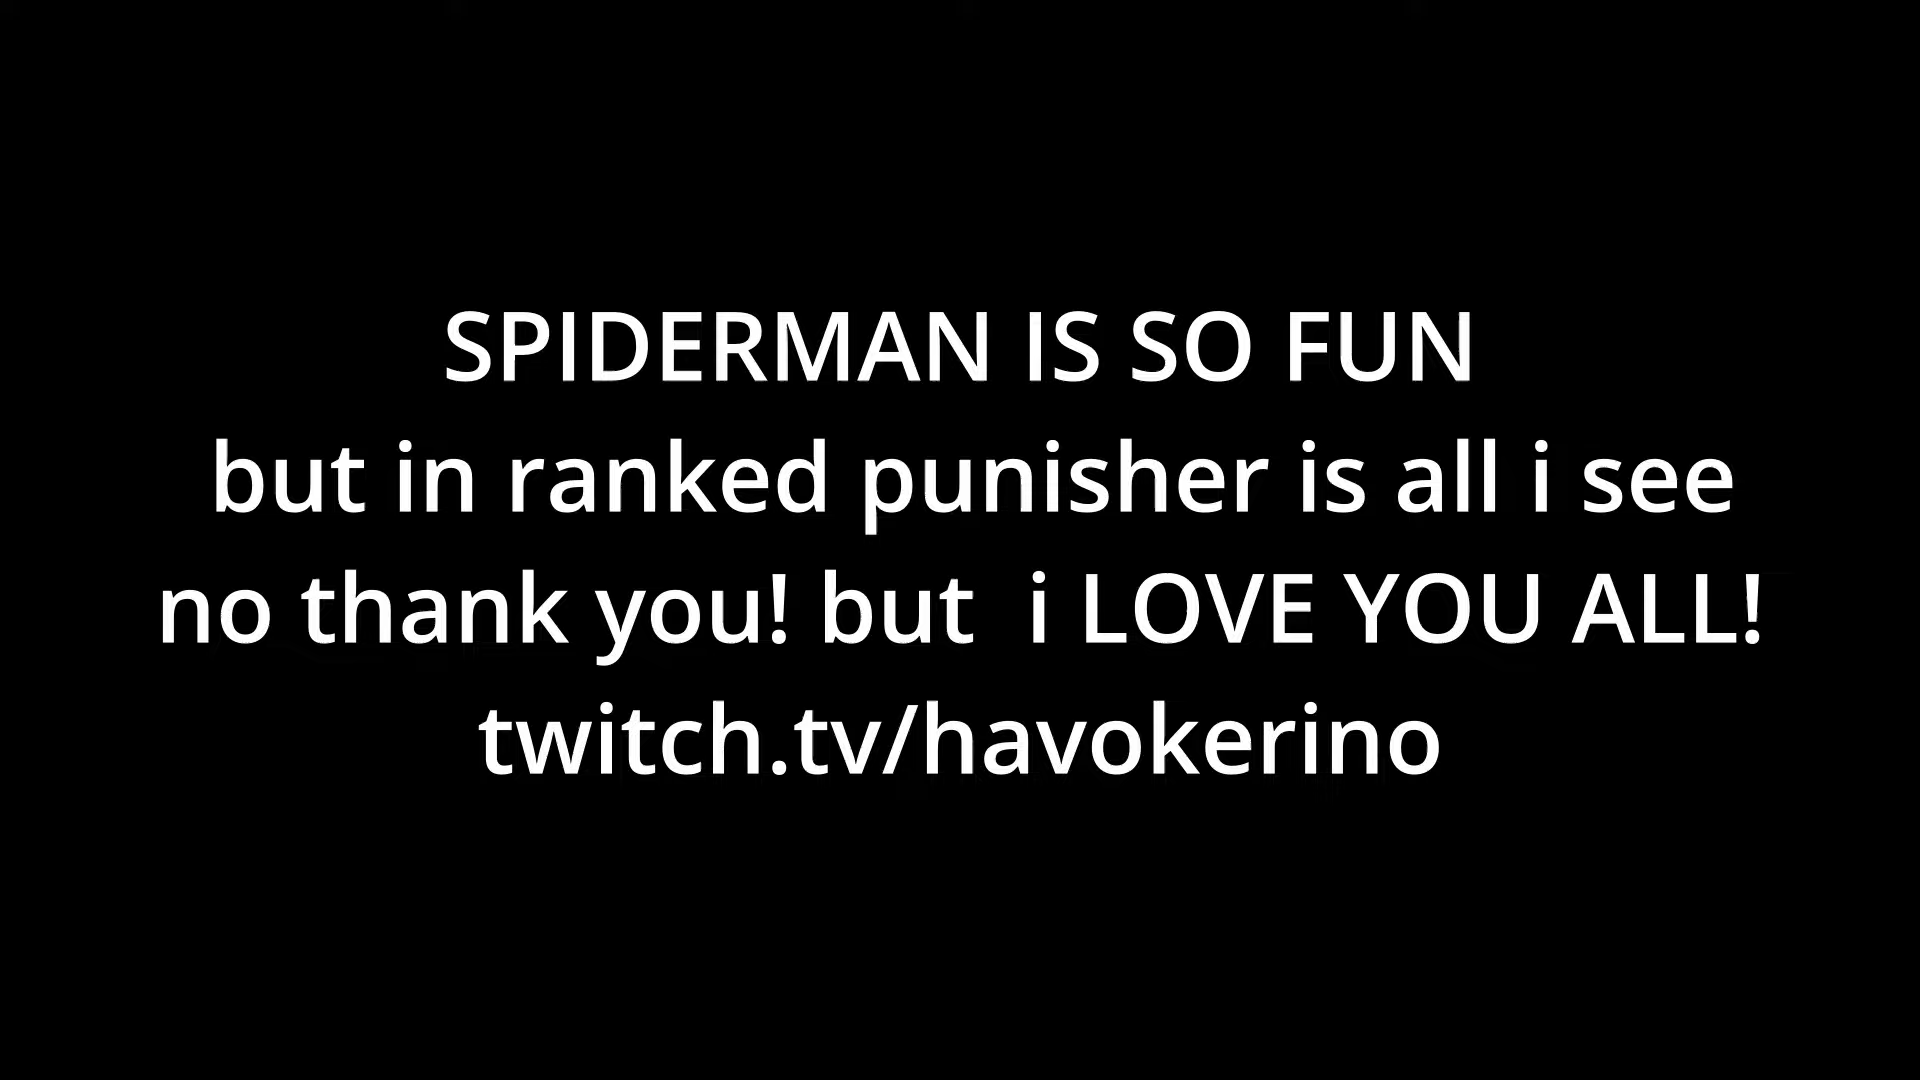 SPIDERMAN IS SO FUN
but in ranked punisher is all i see
no thank you! but  i LOVE YOU ALL!
twitch.tv/havokerino